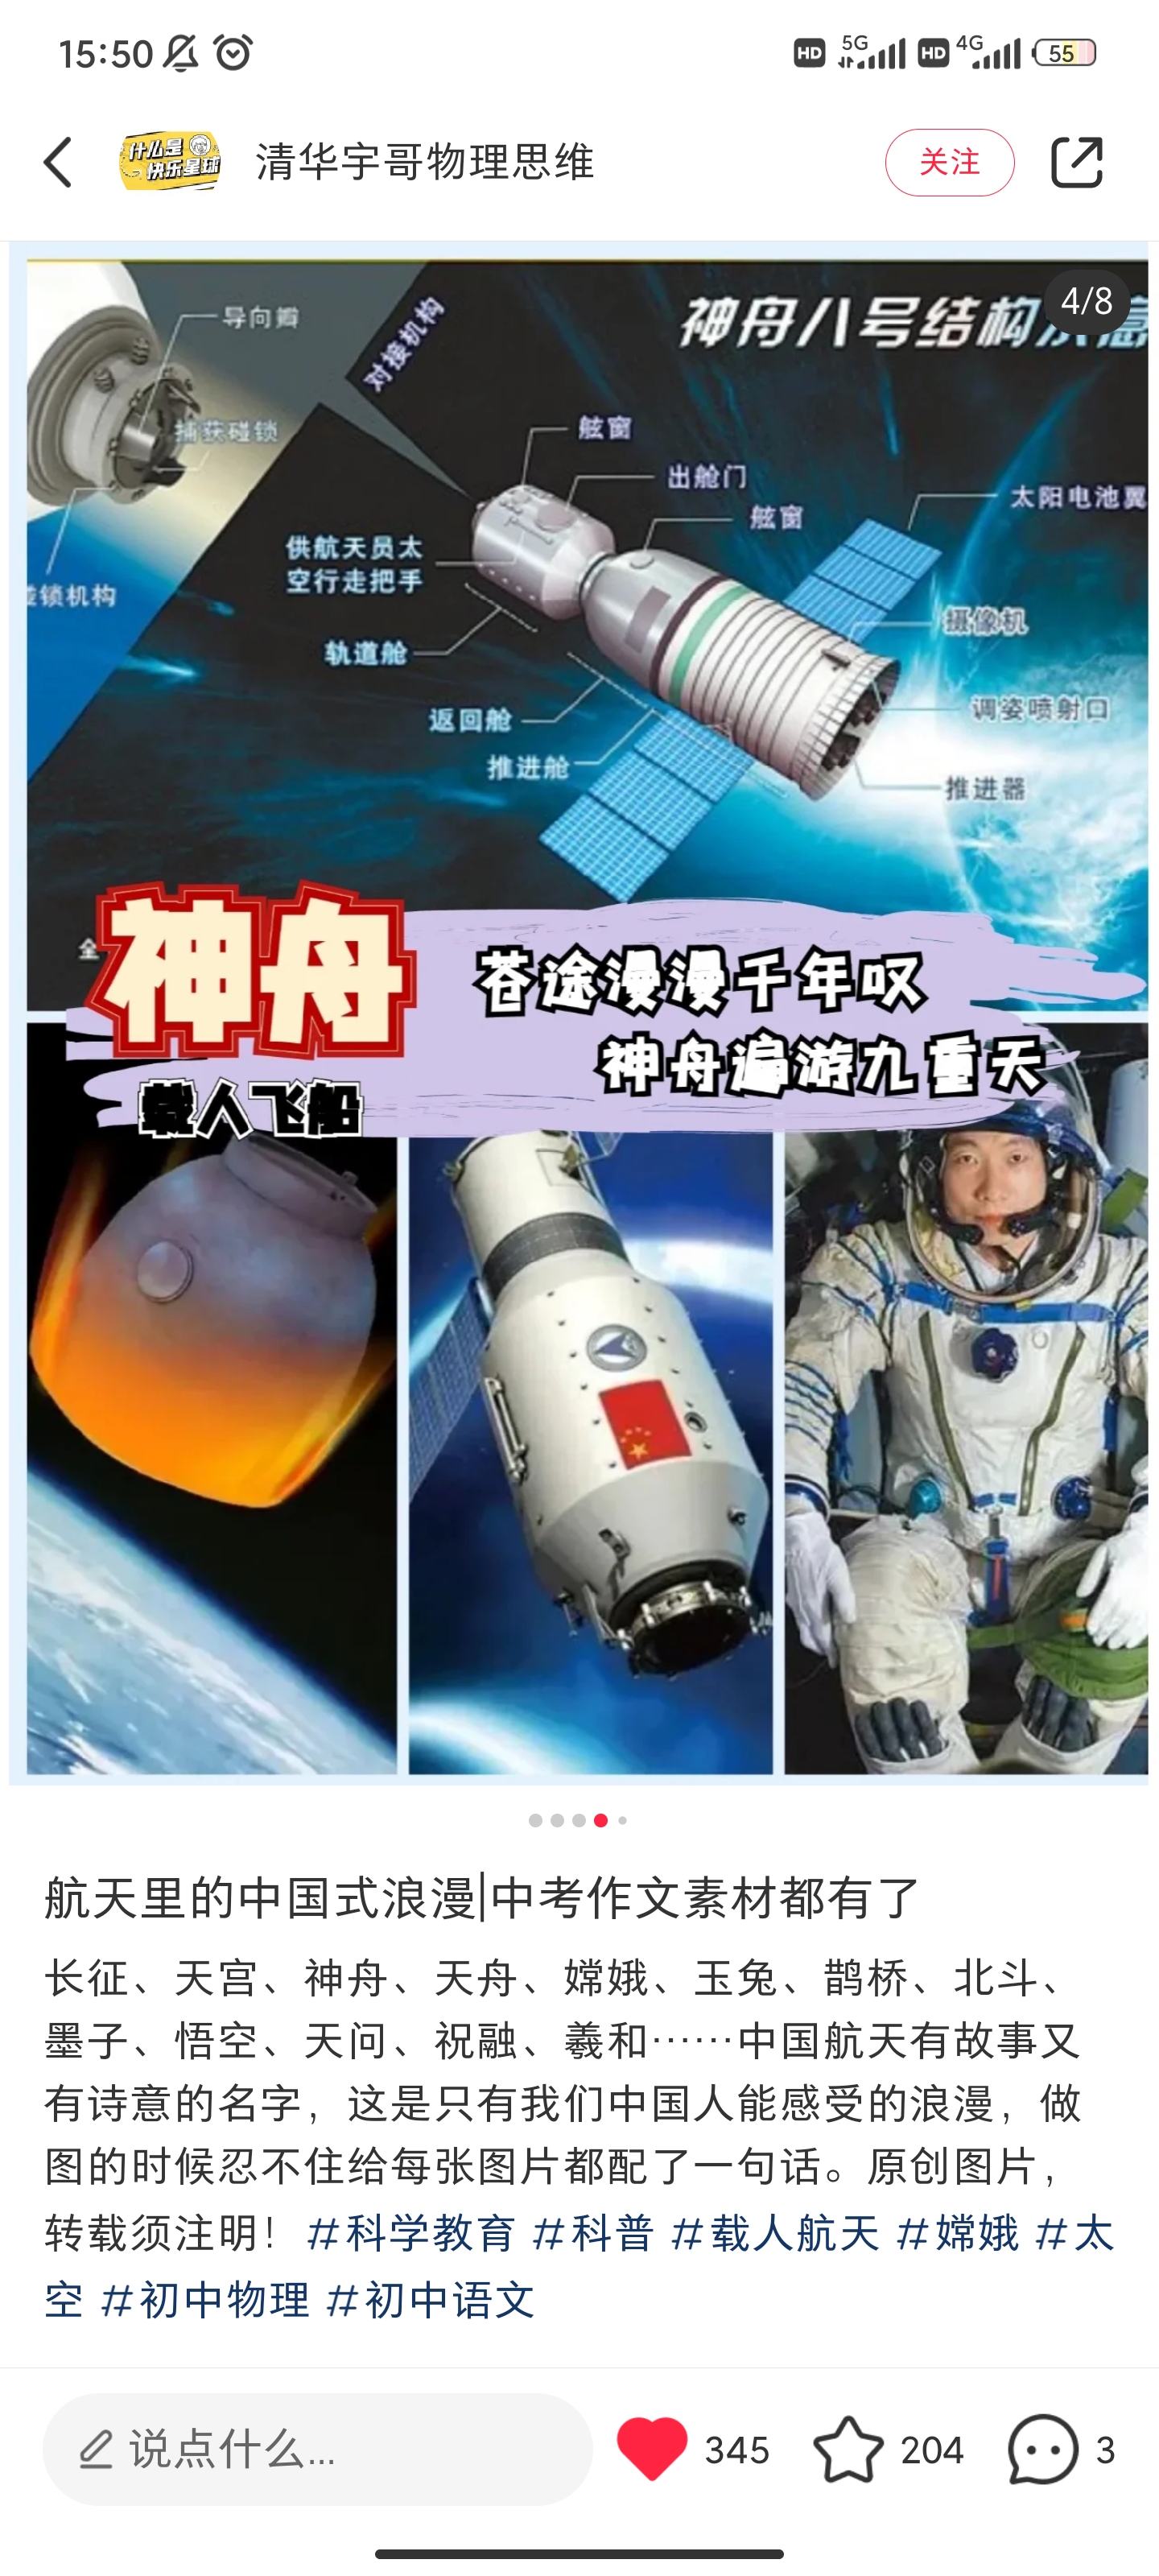 15:50
HD 5G HD 4G 55
什么是
快乐星球
清华宇哥物理思维
关注
4/8
神舟八号结构
导向瓣
对接机构
捕获碰锁
锁机构
舷窗
出舱门
舷窗
太阳电池翼
供航天员太
空行走把手
摄像机
轨道舱
返回舱
调姿喷射口
推进舱
推进器
全
神舟
载人飞船
苍途漫漫千年叹
神舟遍游九重天
航天里的中国式浪漫|中考作文素材都有了
长征、天宫、神舟、天舟、嫦娥、玉兔、鹊桥、北斗、
墨子、悟空、天问、祝融、羲和……中国航天有故事又
有诗意的名字，这是只有我们中国人能感受的浪漫，做
图的时候忍不住给每张图片都配了一句话。原创图片，
转载须注明！ #科学教育 #科普 #载人航天 #嫦娥 #太
空 #初中物理 #初中语文
说点什么...
345
204
3